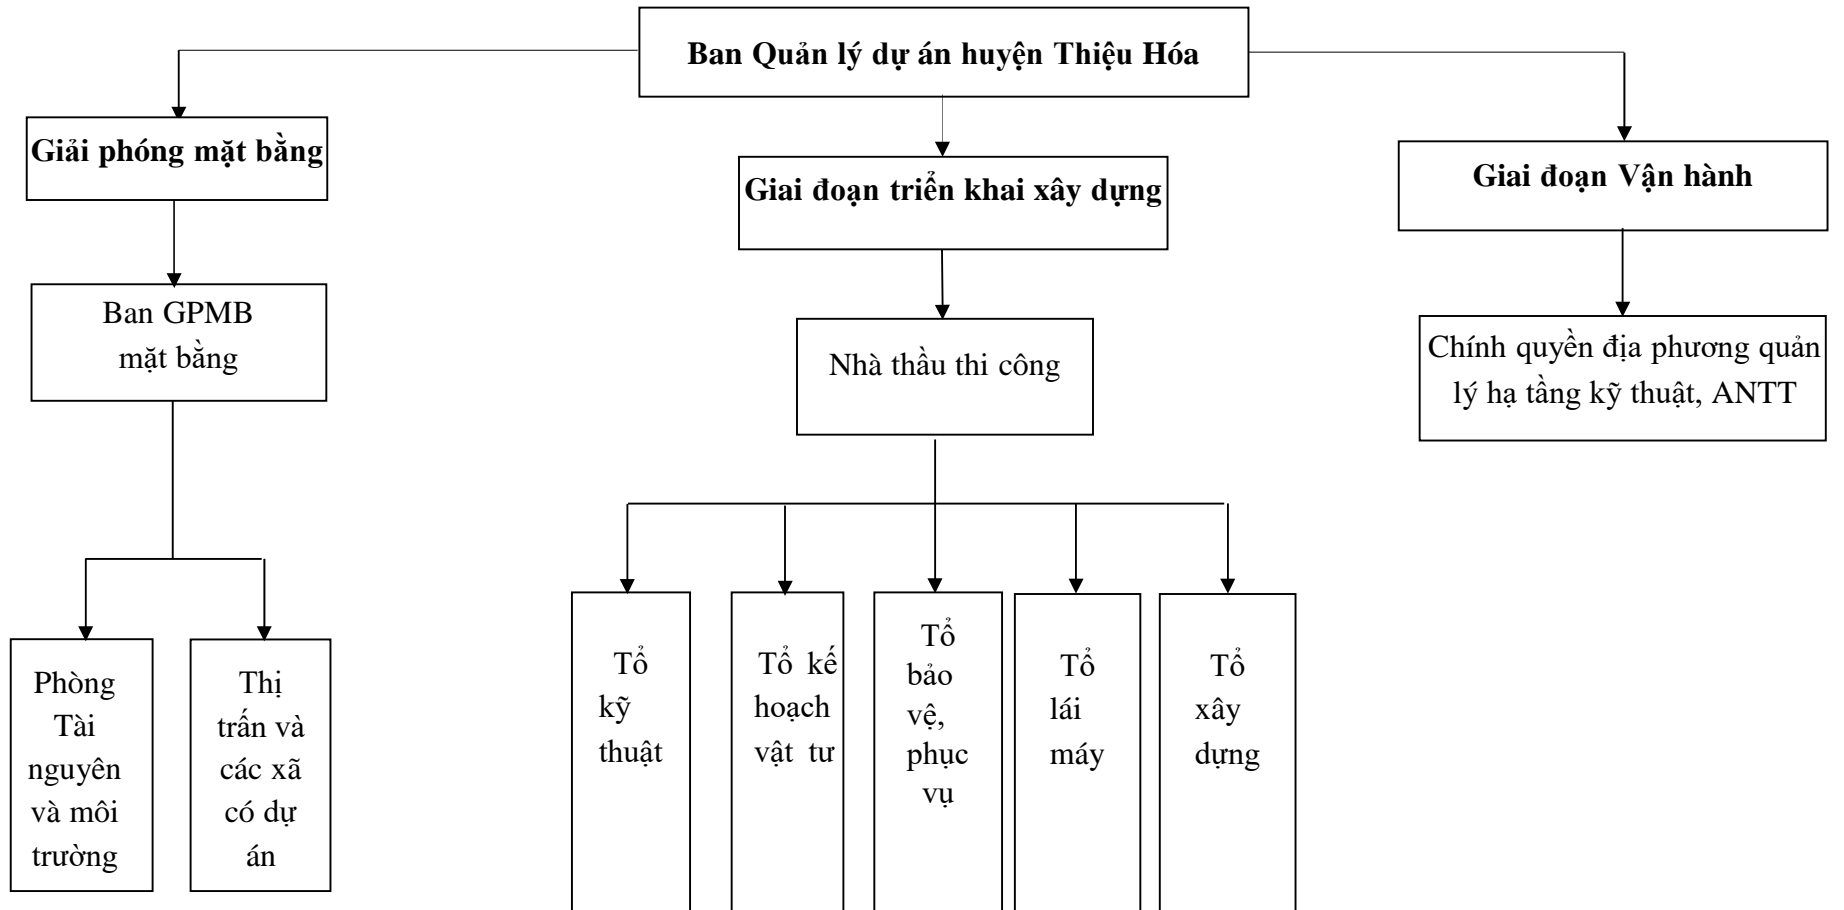 Ban Quản lý dự án huyện Thiệu Hóa
Giải phóng mặt bằng
Giai đoạn triển khai xây dựng
Giai đoạn Vận hành
Ban GPMB
mặt bằng
Nhà thầu thi công
Chính quyền địa phương quản
lý hạ tầng kỹ thuật, ANTT
Phòng
Tài
nguyên
và môi
trường
Thị
trấn và
các xã
có dự
án
Tổ
kỹ
thuật
Tổ kế
hoạch
vật tư
Tổ
bảo
vệ,
phục
vụ
Tổ
lái
máy
Tổ
xây
dựng